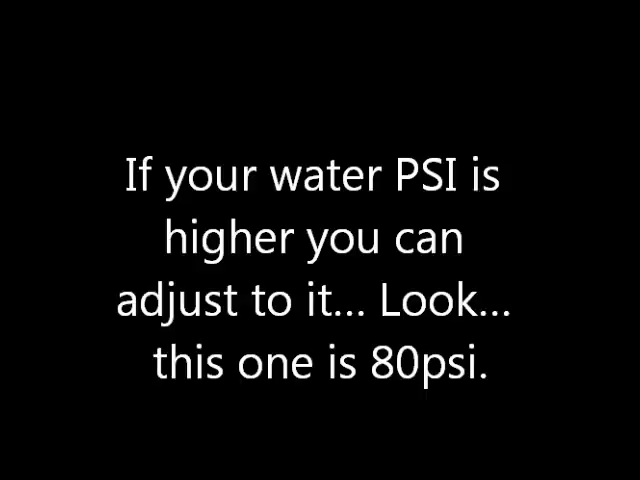 If your water PSI is
higher you can
adjust to it... Look...
this one is 80psi.